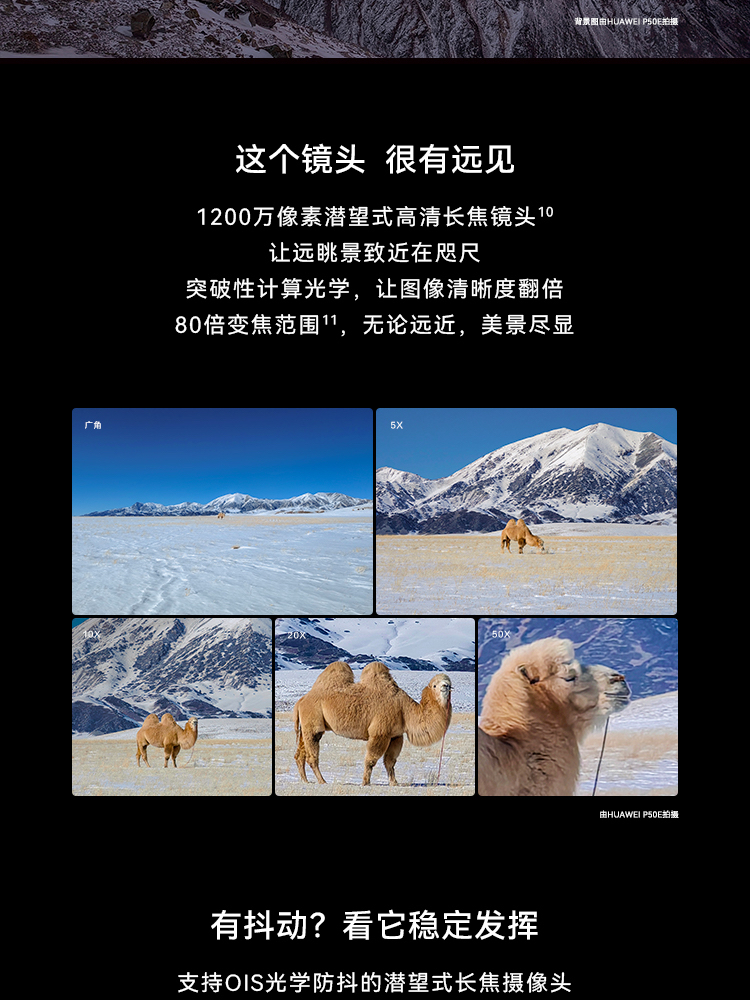 背景图由HUAWEI P50E拍摄
这个镜头 很有远见
1200万像素潜望式高清长焦镜头10
让远眺景致近在咫尺
突破性计算光学，让图像清晰度翻倍
80倍变焦范围11，无论远近，美景尽显
广角
5X
10X
20X
50X
由HUAWEI P50E拍摄
有抖动？看它稳定发挥
支持OIS光学防抖的潜望式长焦摄像头